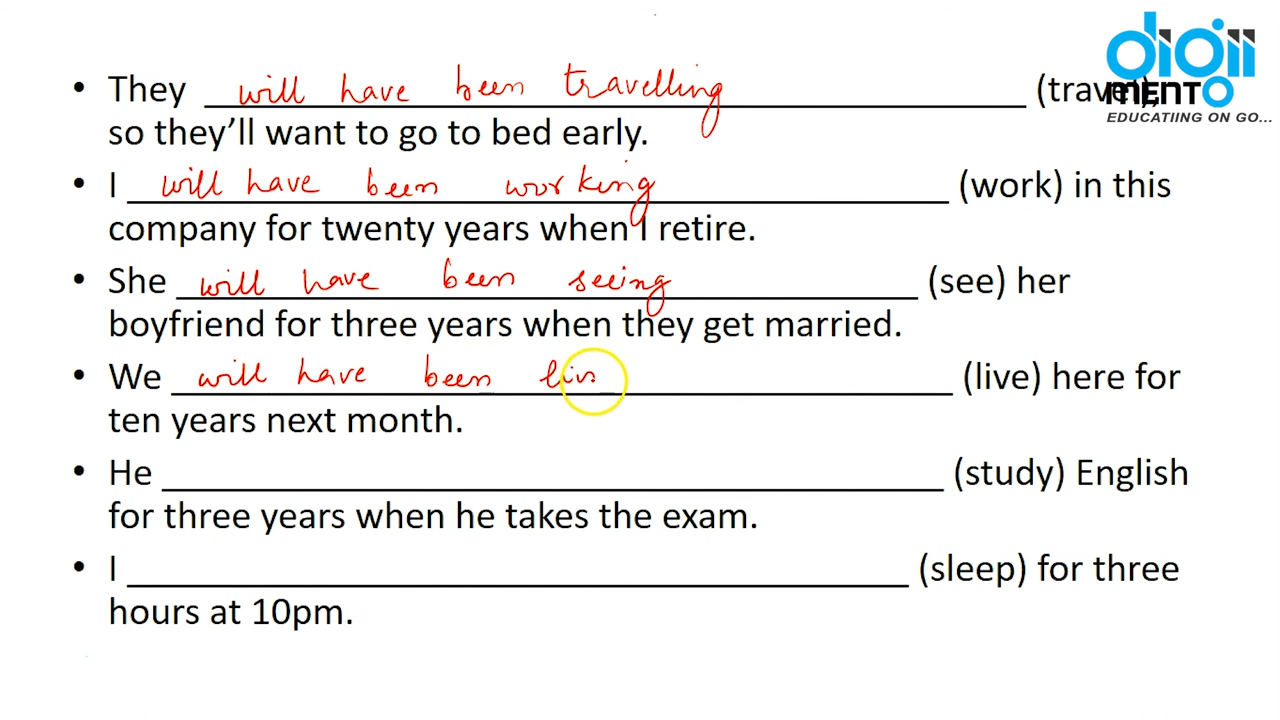 • They will have been travelling (travel),
so they'll want to go to bed early.
• I will have been working (work) in this
company for twenty years when I retire.
• She will have been seeing (see) her
boyfriend for three years when they get married.
• We will have been liv (live) here for
ten years next month.
• He ____ (study) English
for three years when he takes the exam.
• I ____ (sleep) for three
hours at 10pm.
digii
MENTO
EDUCATIING ON GO...